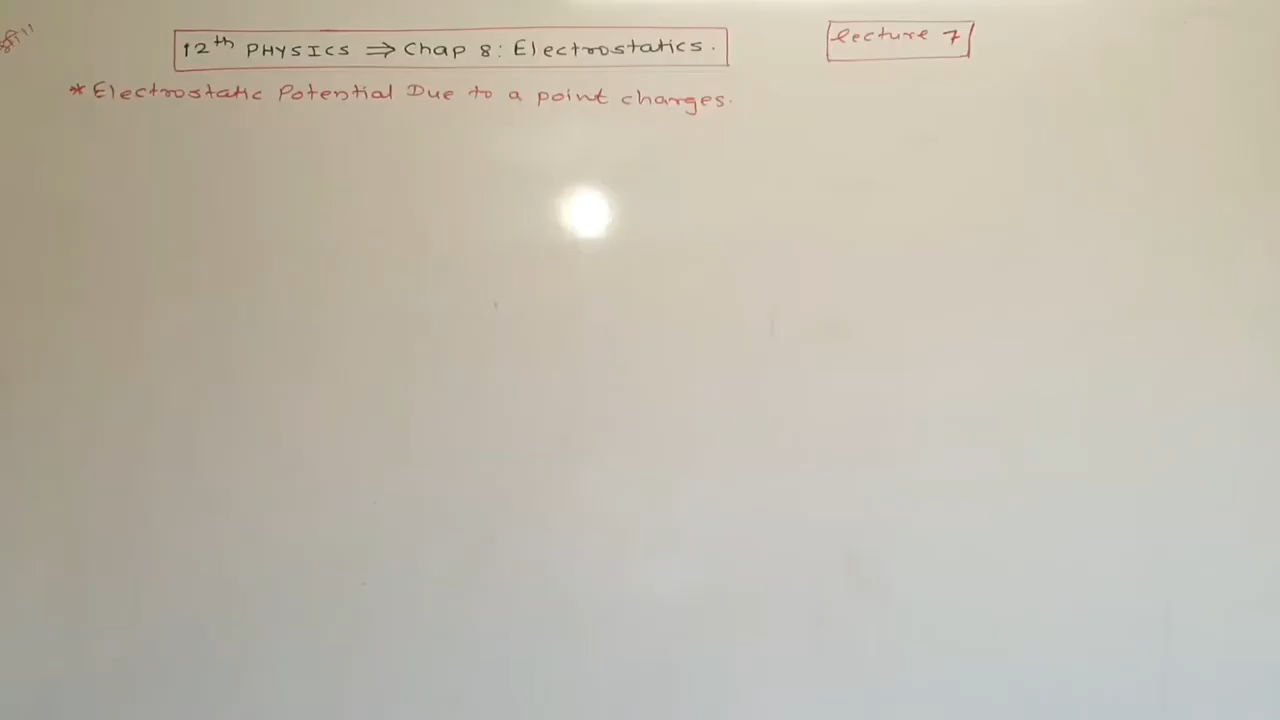 12th PHYSICS ⇒ Chap 8: Electrostatics.
lecture 7
* Electrostatic Potential Due to a point charges.